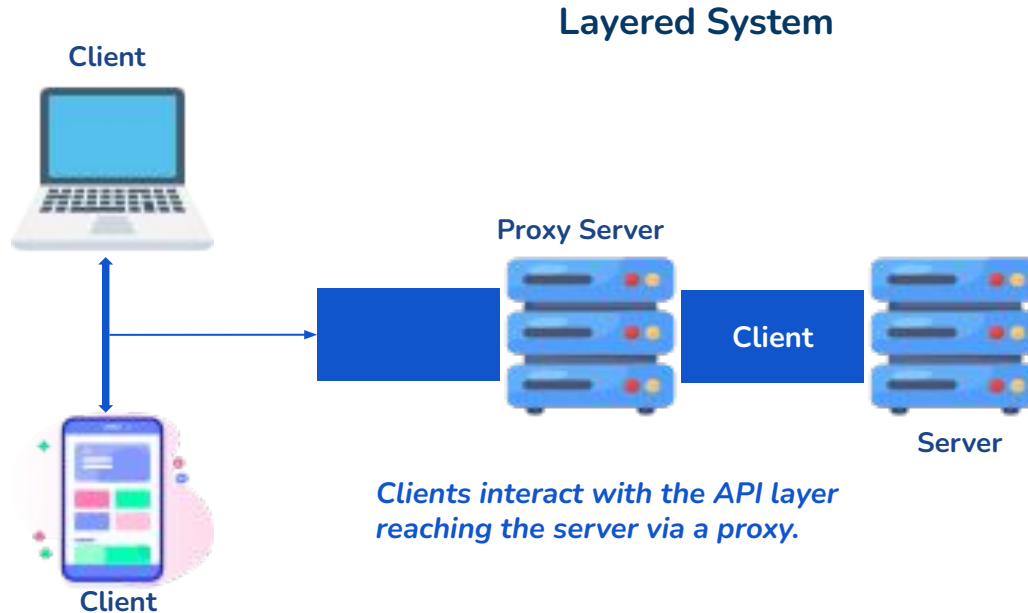 Layered System
Client
Proxy Server
Client
Server
Clients interact with the API layer
reaching the server via a proxy.
Client